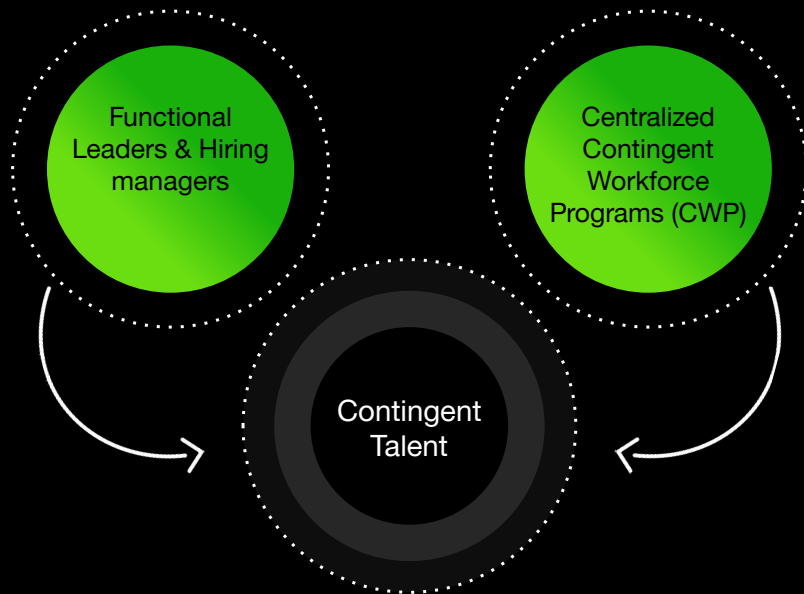 Functional
Leaders & Hiring
managers
Centralized
Contingent
Workforce
Programs (CWP)
Contingent
Talent